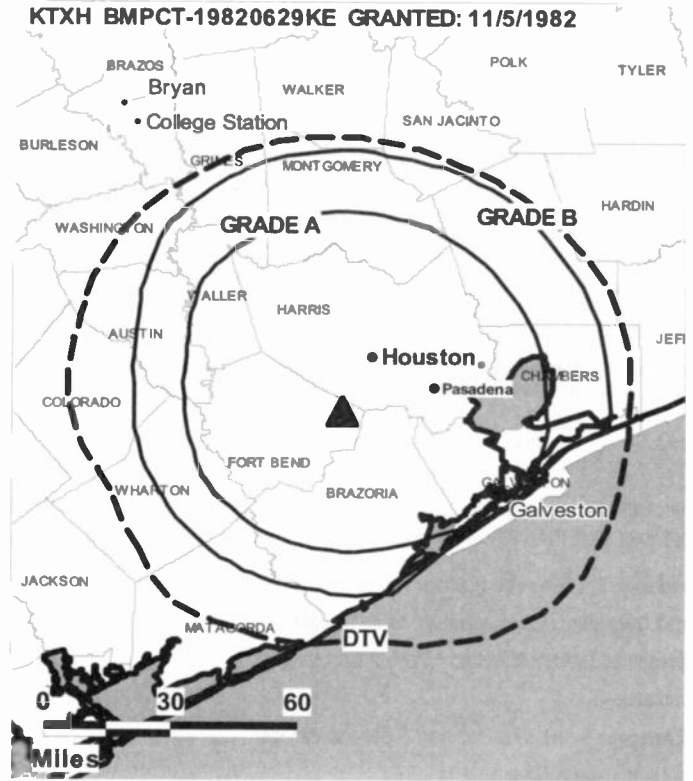 KTXH BMPCT-19820629KE GRANTED: 11/5/1982
BRAZOS
POLK
TYLER
Bryan
WALKER
College Station
SAN JACINTO
BURLESON
GRIMES
MONTGOMERY
HARDIN
GRADE A
GRADE B
WASHINGTON
WALLER
HARRIS
AUSTIN
JEFF
Houston
CHAMBERS
Pasadena
COLORADO
FORT BEND
WHARTON
BRAZORIA
GALVESTON
Galveston
JACKSON
MATAGORDA
DTV
0 30 60
Miles